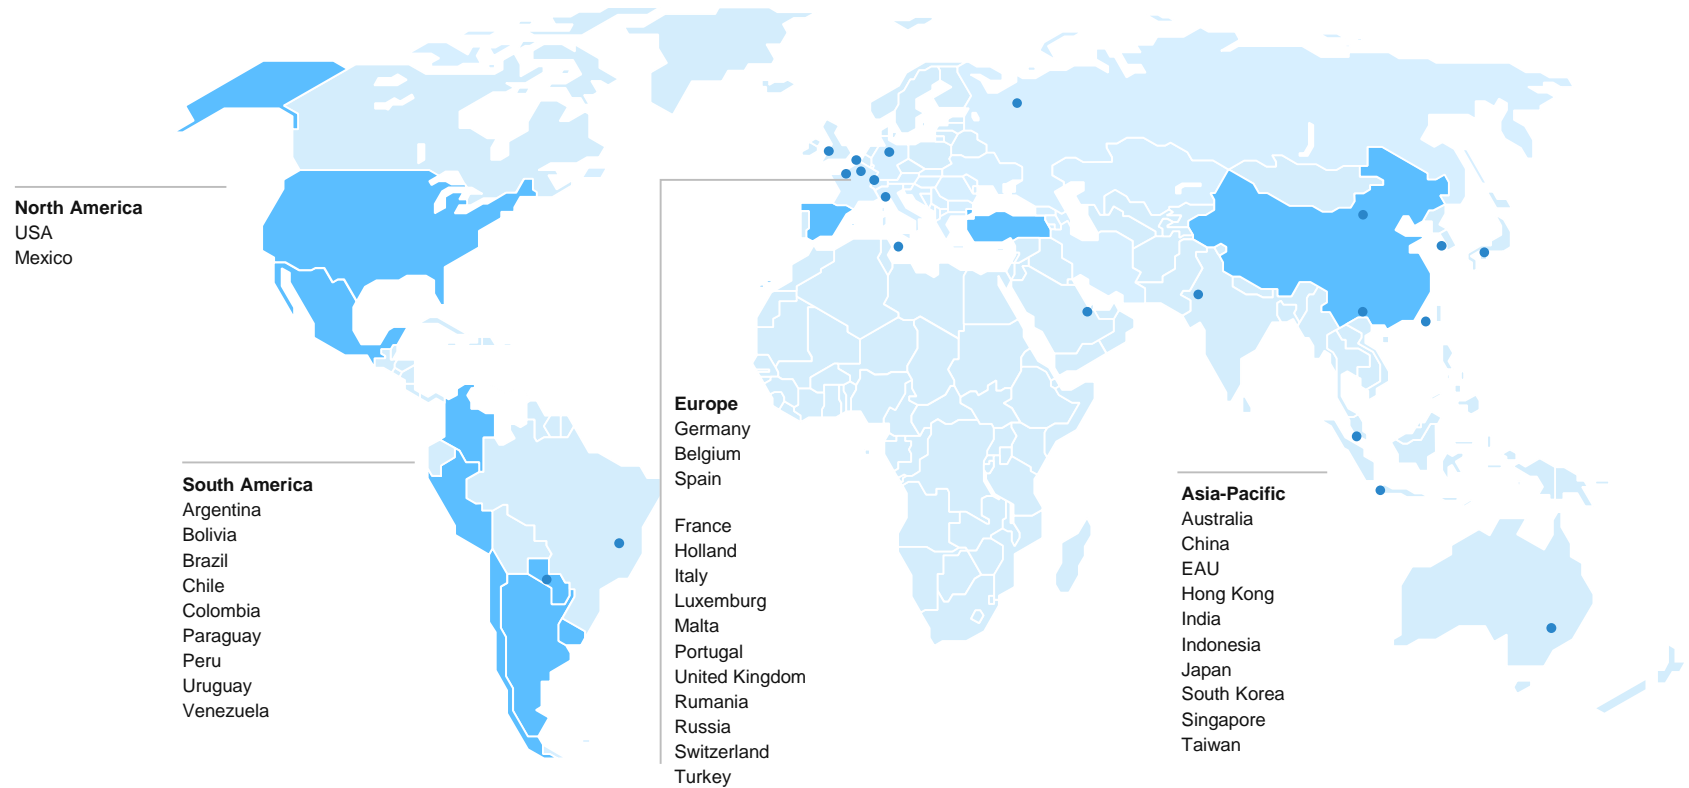 North America
USA
Mexico
South America
Argentina
Bolivia
Brazil
Chile
Colombia
Paraguay
Peru
Uruguay
Venezuela
Europe
Germany
Belgium
Spain
France
Holland
Italy
Luxemburg
Malta
Portugal
United Kingdom
Rumania
Russia
Switzerland
Turkey
Asia-Pacific
Australia
China
EAU
Hong Kong
India
Indonesia
Japan
South Korea
Singapore
Taiwan